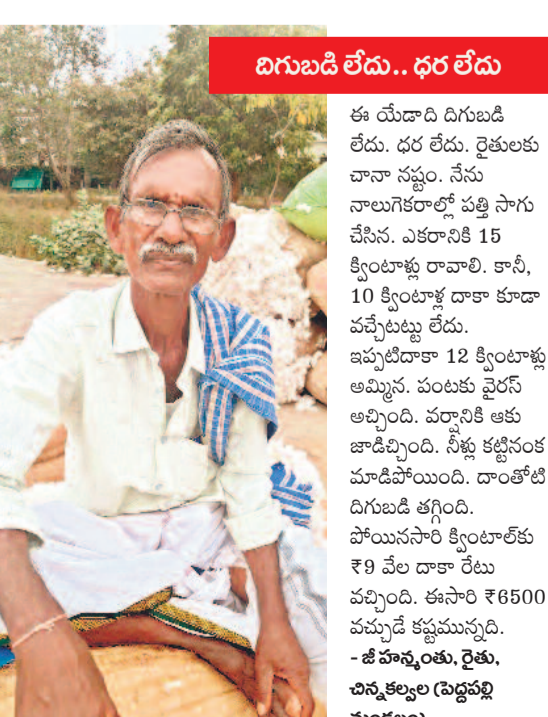 దిగుబడి లేదు.. ధర లేదు
ఈ యేడాది దిగుబడి
లేదు. ధర లేదు. రైతులకు
చానా నష్టం. నేను
నాలుగెకరాల్లో పత్తి సాగు
చేసిన. ఎకరానికి 15
క్వింటాళ్లు రావాలి. కానీ,
10 క్వింటాళ్ల దాకా కూడా
వచ్చేటట్టు లేదు.
ఇప్పటిదాకా 12 క్వింటాళ్లు
అమ్మిన. పంటకు వైరస్
అచ్చింది. వర్షానికి ఆకు
జాడిచ్చింది. నీళ్లు కట్టినంక
మాడిపోయింది. దాంతోటి
దిగుబడి తగ్గింది.
పోయినసారి క్వింటాల్‌కు
₹9 వేల దాకా రేటు
వచ్చింది. ఈసారి ₹6500
వచ్చుడే కష్టమున్నది.
- జీ హన్మంతు, రైతు,
చిన్నకల్వల (పెద్దపల్లి